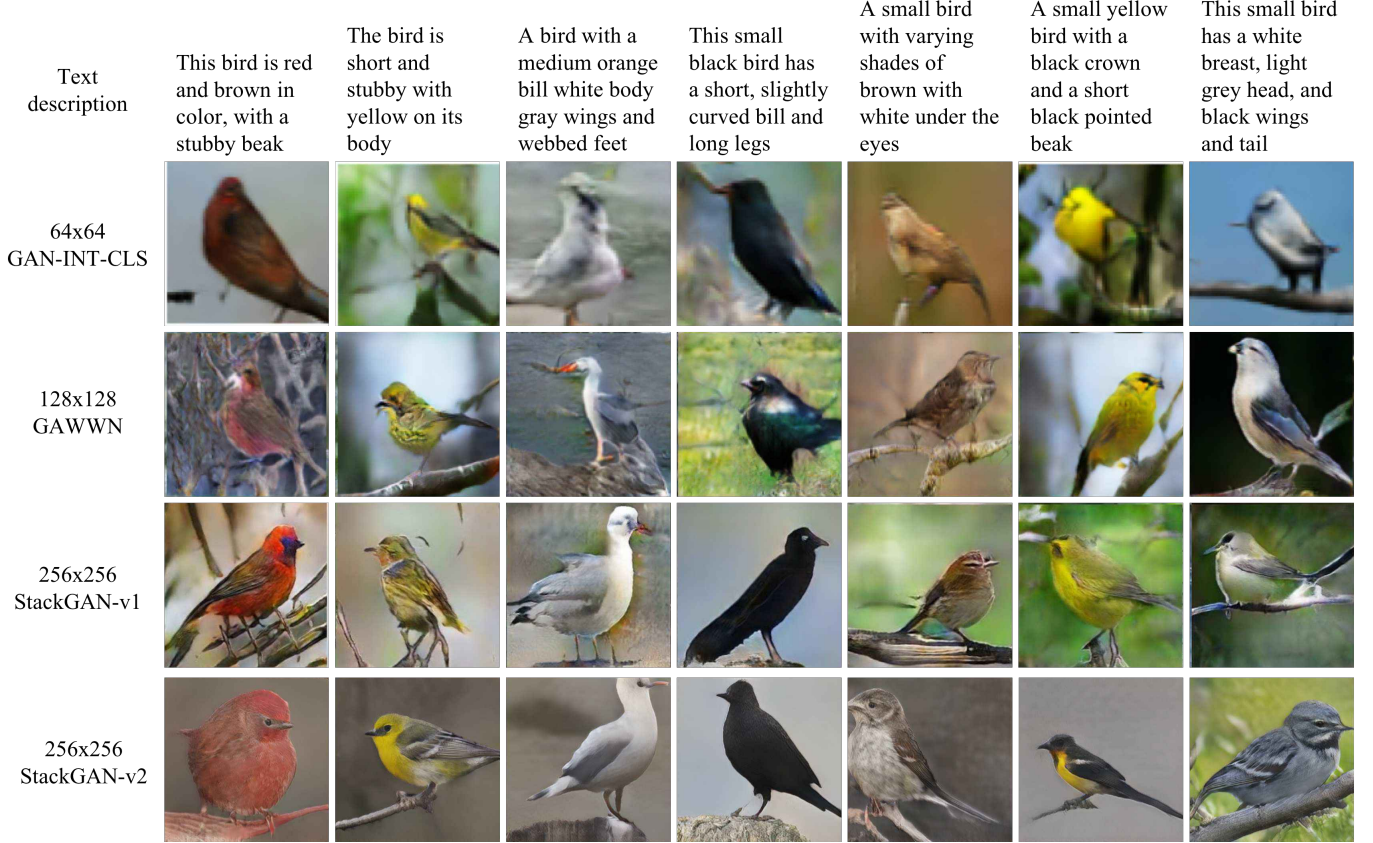 Text
description
This bird is red
and brown in
color, with a
stubby beak
The bird is
short and
stubby with
yellow on its
body
A bird with a
medium orange
bill white body
gray wings and
webbed feet
This small
black bird has
a short, slightly
curved bill and
long legs
A small bird
with varying
shades of
brown with
white under the
eyes
A small yellow
bird with a
black crown
and a short
black pointed
beak
This small bird
has a white
breast, light
grey head, and
black wings
and tail
64x64
GAN-INT-CLS
128x128
GAWWN
256x256
StackGAN-v1
256x256
StackGAN-v2